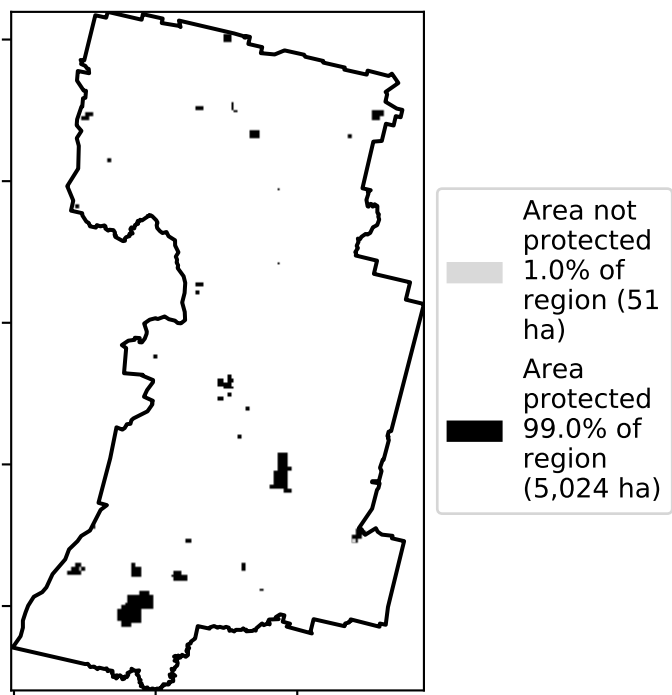 Area not
protected
1.0% of
region (51
ha)
Area
protected
99.0% of
region
(5,024 ha)